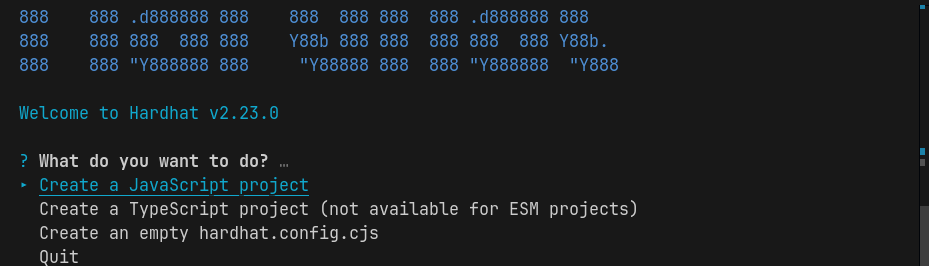 888    888 .d888888 888    888  888 888  888 .d888888 888
888    888 888  888 888    Y88b 888 888  888 888  888 Y88b.
888    888 "Y888888 888     "Y88888 888  888 "Y8888888  "Y888
Welcome to Hardhat v2.23.0
? What do you want to do? …
▸ Create a JavaScript project
Create a TypeScript project (not available for ESM projects)
Create an empty hardhat.config.cjs
Quit